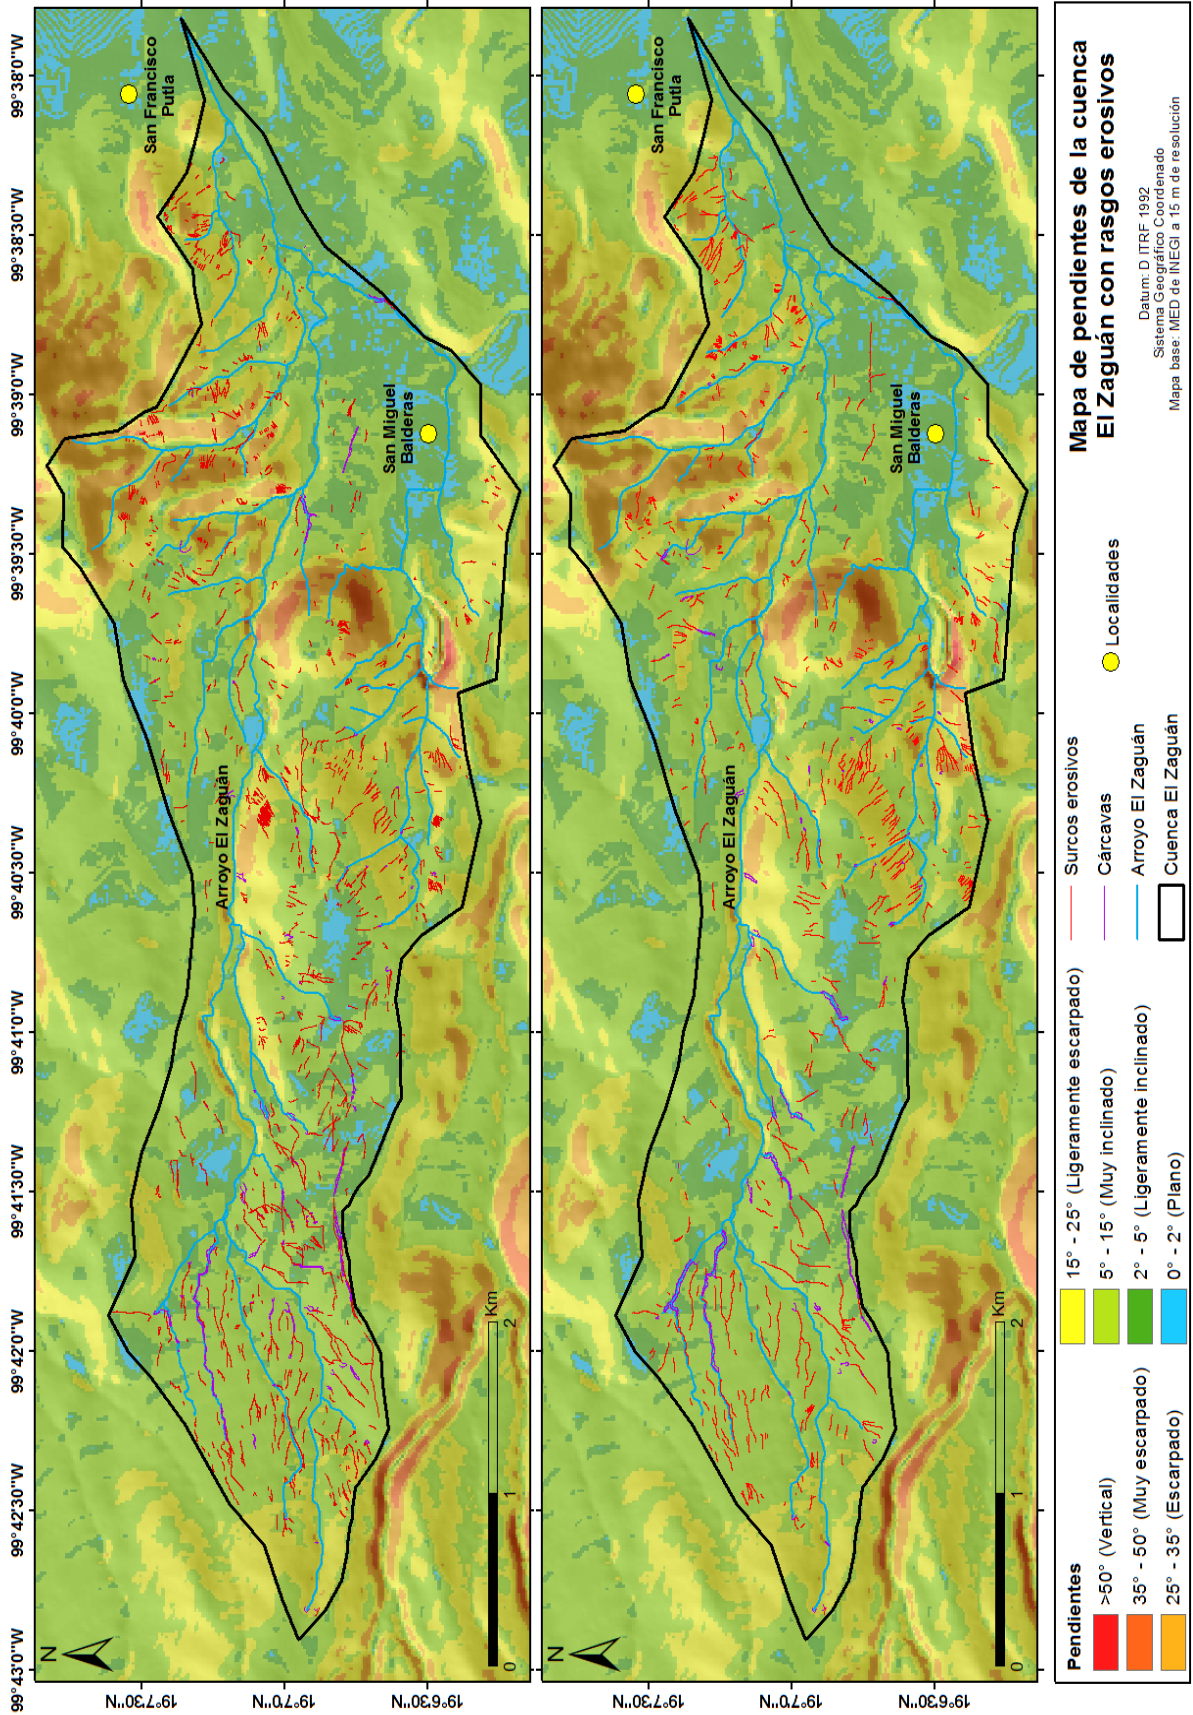 99°43'0"W 99°42'30"W 99°42'0"W 99°41'30"W 99°41'0"W 99°40'30"W 99°40'0"W 99°39'30"W 99°39'0"W 99°38'30"W 99°38'0"W
N
19°7'30"N
19°7'0"N
19°6'30"N
San Francisco
Putla
Arroyo El Zaguán
San Miguel
Balderas
0 1 2
Km
N
19°7'30"N
19°7'0"N
19°6'30"N
San Francisco
Putla
Arroyo El Zaguán
San Miguel
Balderas
0 1 2
Km
Pendientes
>50° (Vertical)
35° - 50° (Muy escarpado)
25° - 35° (Escarpado)
15° - 25° (Ligeramente escarpado)
5° - 15° (Muy inclinado)
2° - 5° (Ligeramente inclinado)
0° - 2° (Plano)
Surcos erosivos
Cárcavas
Arroyo El Zaguán
Cuenca El Zaguán
Localidades
Mapa de pendientes de la cuenca
El Zaguán con rasgos erosivos
Datum: D ITRF 1992
Sistema Geográfico Coordenado
Mapa base: MED de INEGI a 15 m de resolución